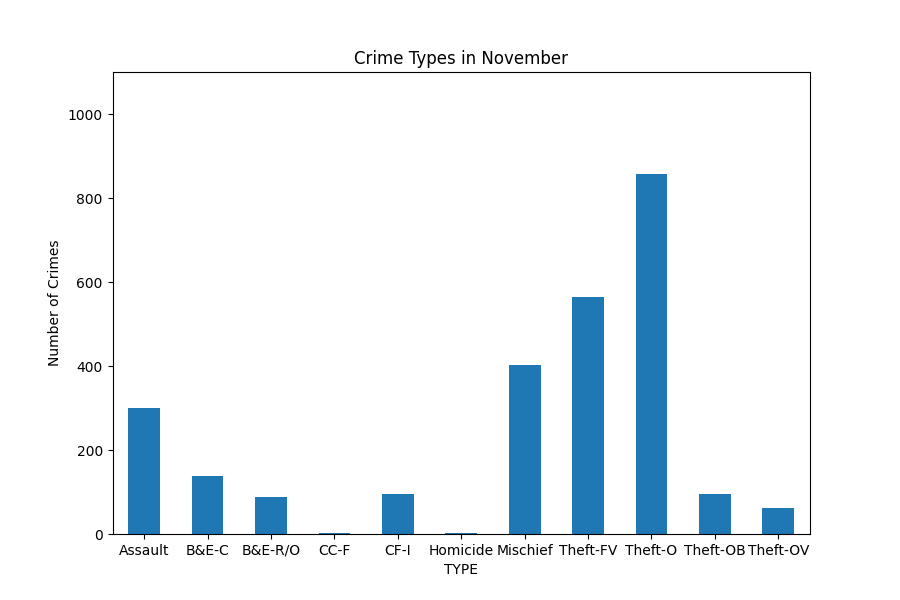 Crime Types in November
Number of Crimes
1000
800
600
400
200
0
Assault B&E-C B&E-R/O CC-F CF-I Homicide Mischief Theft-FV Theft-O Theft-OB Theft-OV
TYPE